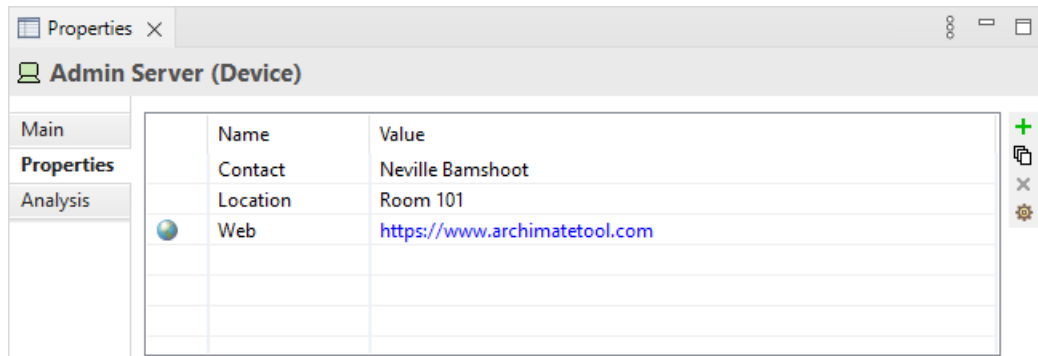 Properties
Admin Server (Device)
Main
Properties
Analysis
Name Value
Contact Neville Bamshoot
Location Room 101
Web https://www.archimatetool.com